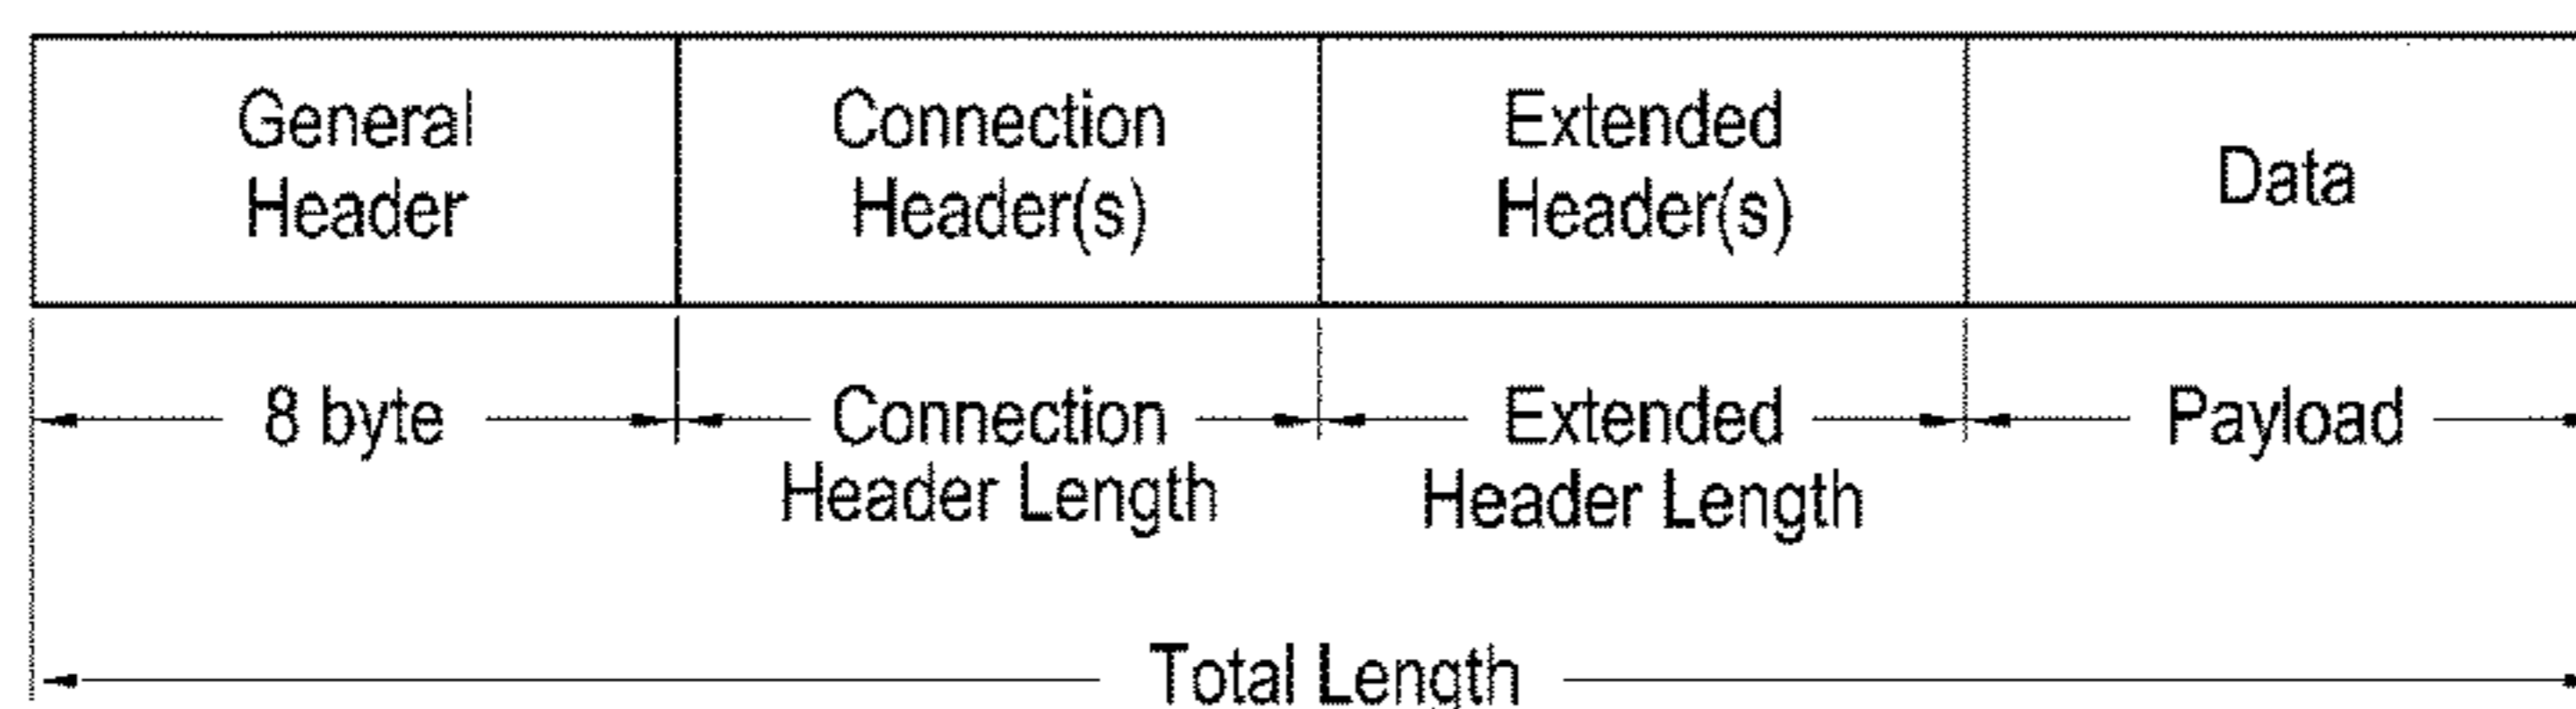 General
Header
Connection
Header(s)
Extended
Header(s)
Data
8 byte
Connection
Header Length
Extended
Header Length
Payload
Total Length